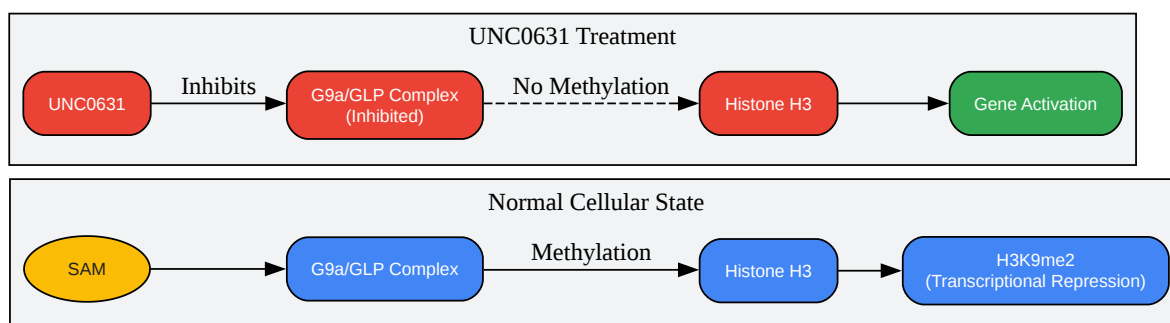 UNC0631 Treatment
UNC0631
Inhibits
G9a/GLP Complex
(Inhibited)
No Methylation
Histone H3
Gene Activation
Normal Cellular State
SAM
G9a/GLP Complex
Methylation
Histone H3
H3K9me2
(Transcriptional Repression)